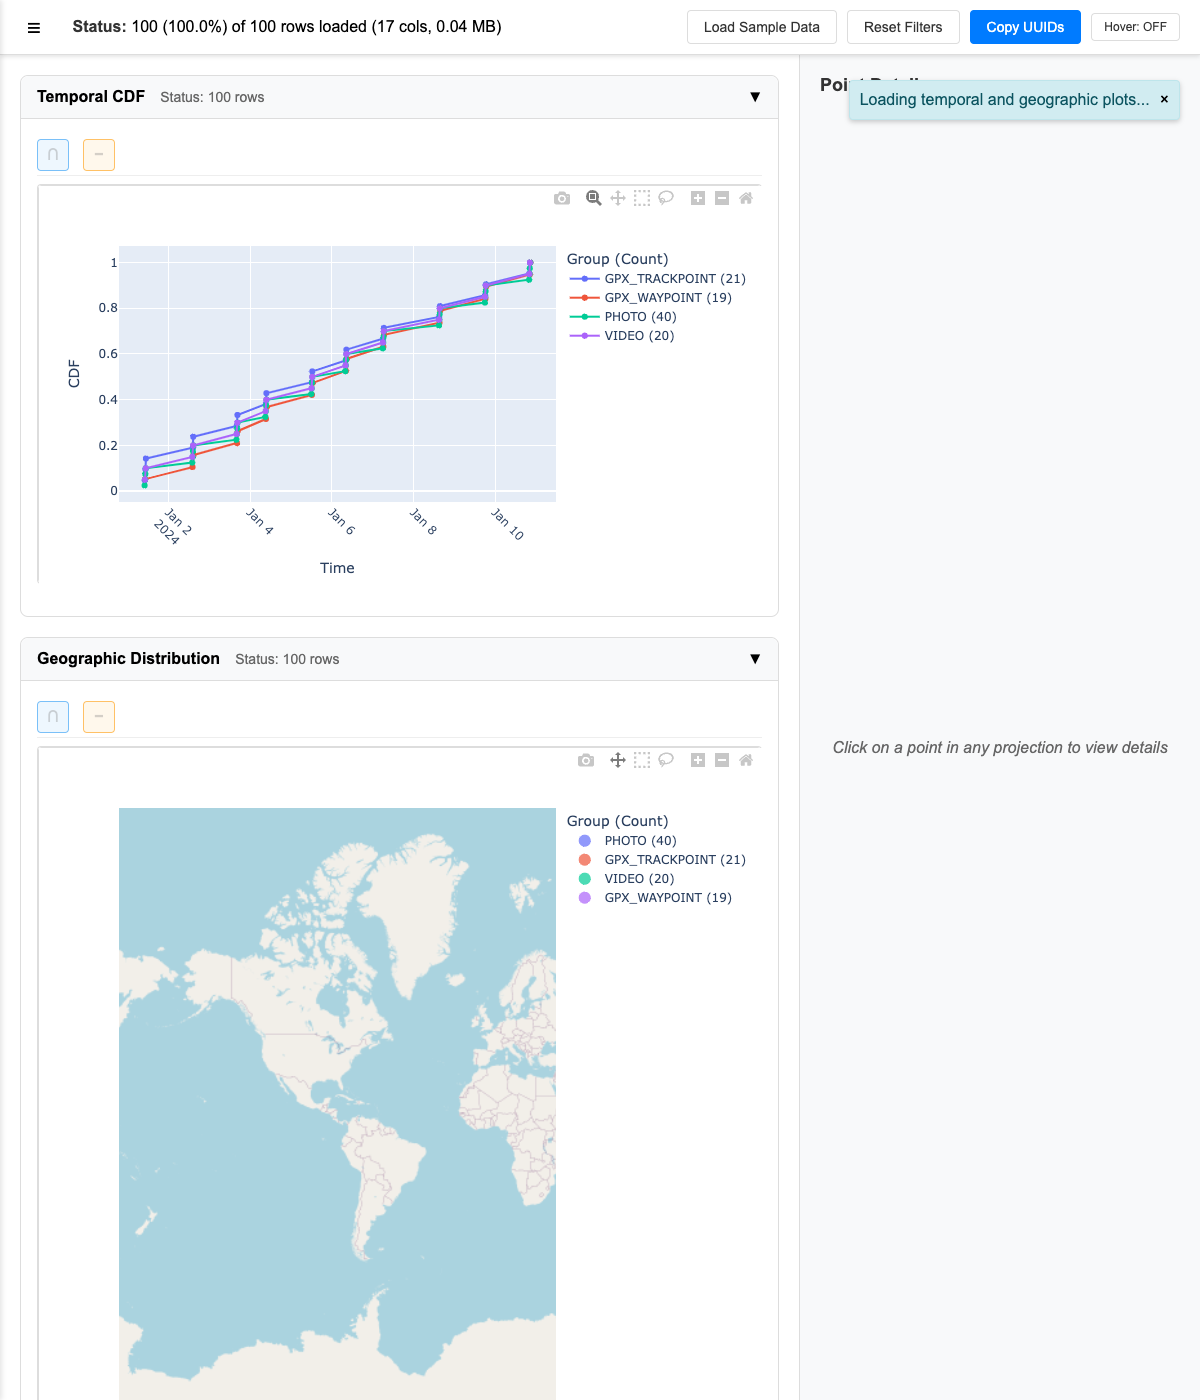 ☰ Status: 100 (100.0%) of 100 rows loaded (17 cols, 0.04 MB) Load Sample Data Reset Filters Copy UUIDs Hover: OFF
Temporal CDF Status: 100 rows ▼
∩ −
1
0.8
0.6
0.4
0.2
0
CDF
Jan 2
2024
Jan 4
Jan 6
Jan 8
Jan 10
Time
Group (Count)
GPX_TRACKPOINT (21)
GPX_WAYPOINT (19)
PHOTO (40)
VIDEO (20)
Geographic Distribution Status: 100 rows ▼
∩ −
Group (Count)
PHOTO (40)
GPX_TRACKPOINT (21)
VIDEO (20)
GPX_WAYPOINT (19)
Loading temporal and geographic plots... ×
Click on a point in any projection to view details